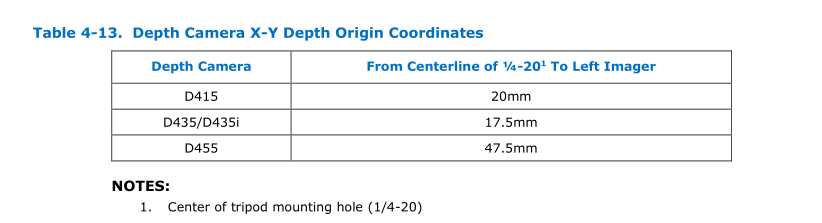 Table 4-13. Depth Camera X-Y Depth Origin Coordinates
Depth Camera From Centerline of ¼-20¹ To Left Imager
D415 20mm
D435/D435i 17.5mm
D455 47.5mm
NOTES:
1. Center of tripod mounting hole (1/4-20)